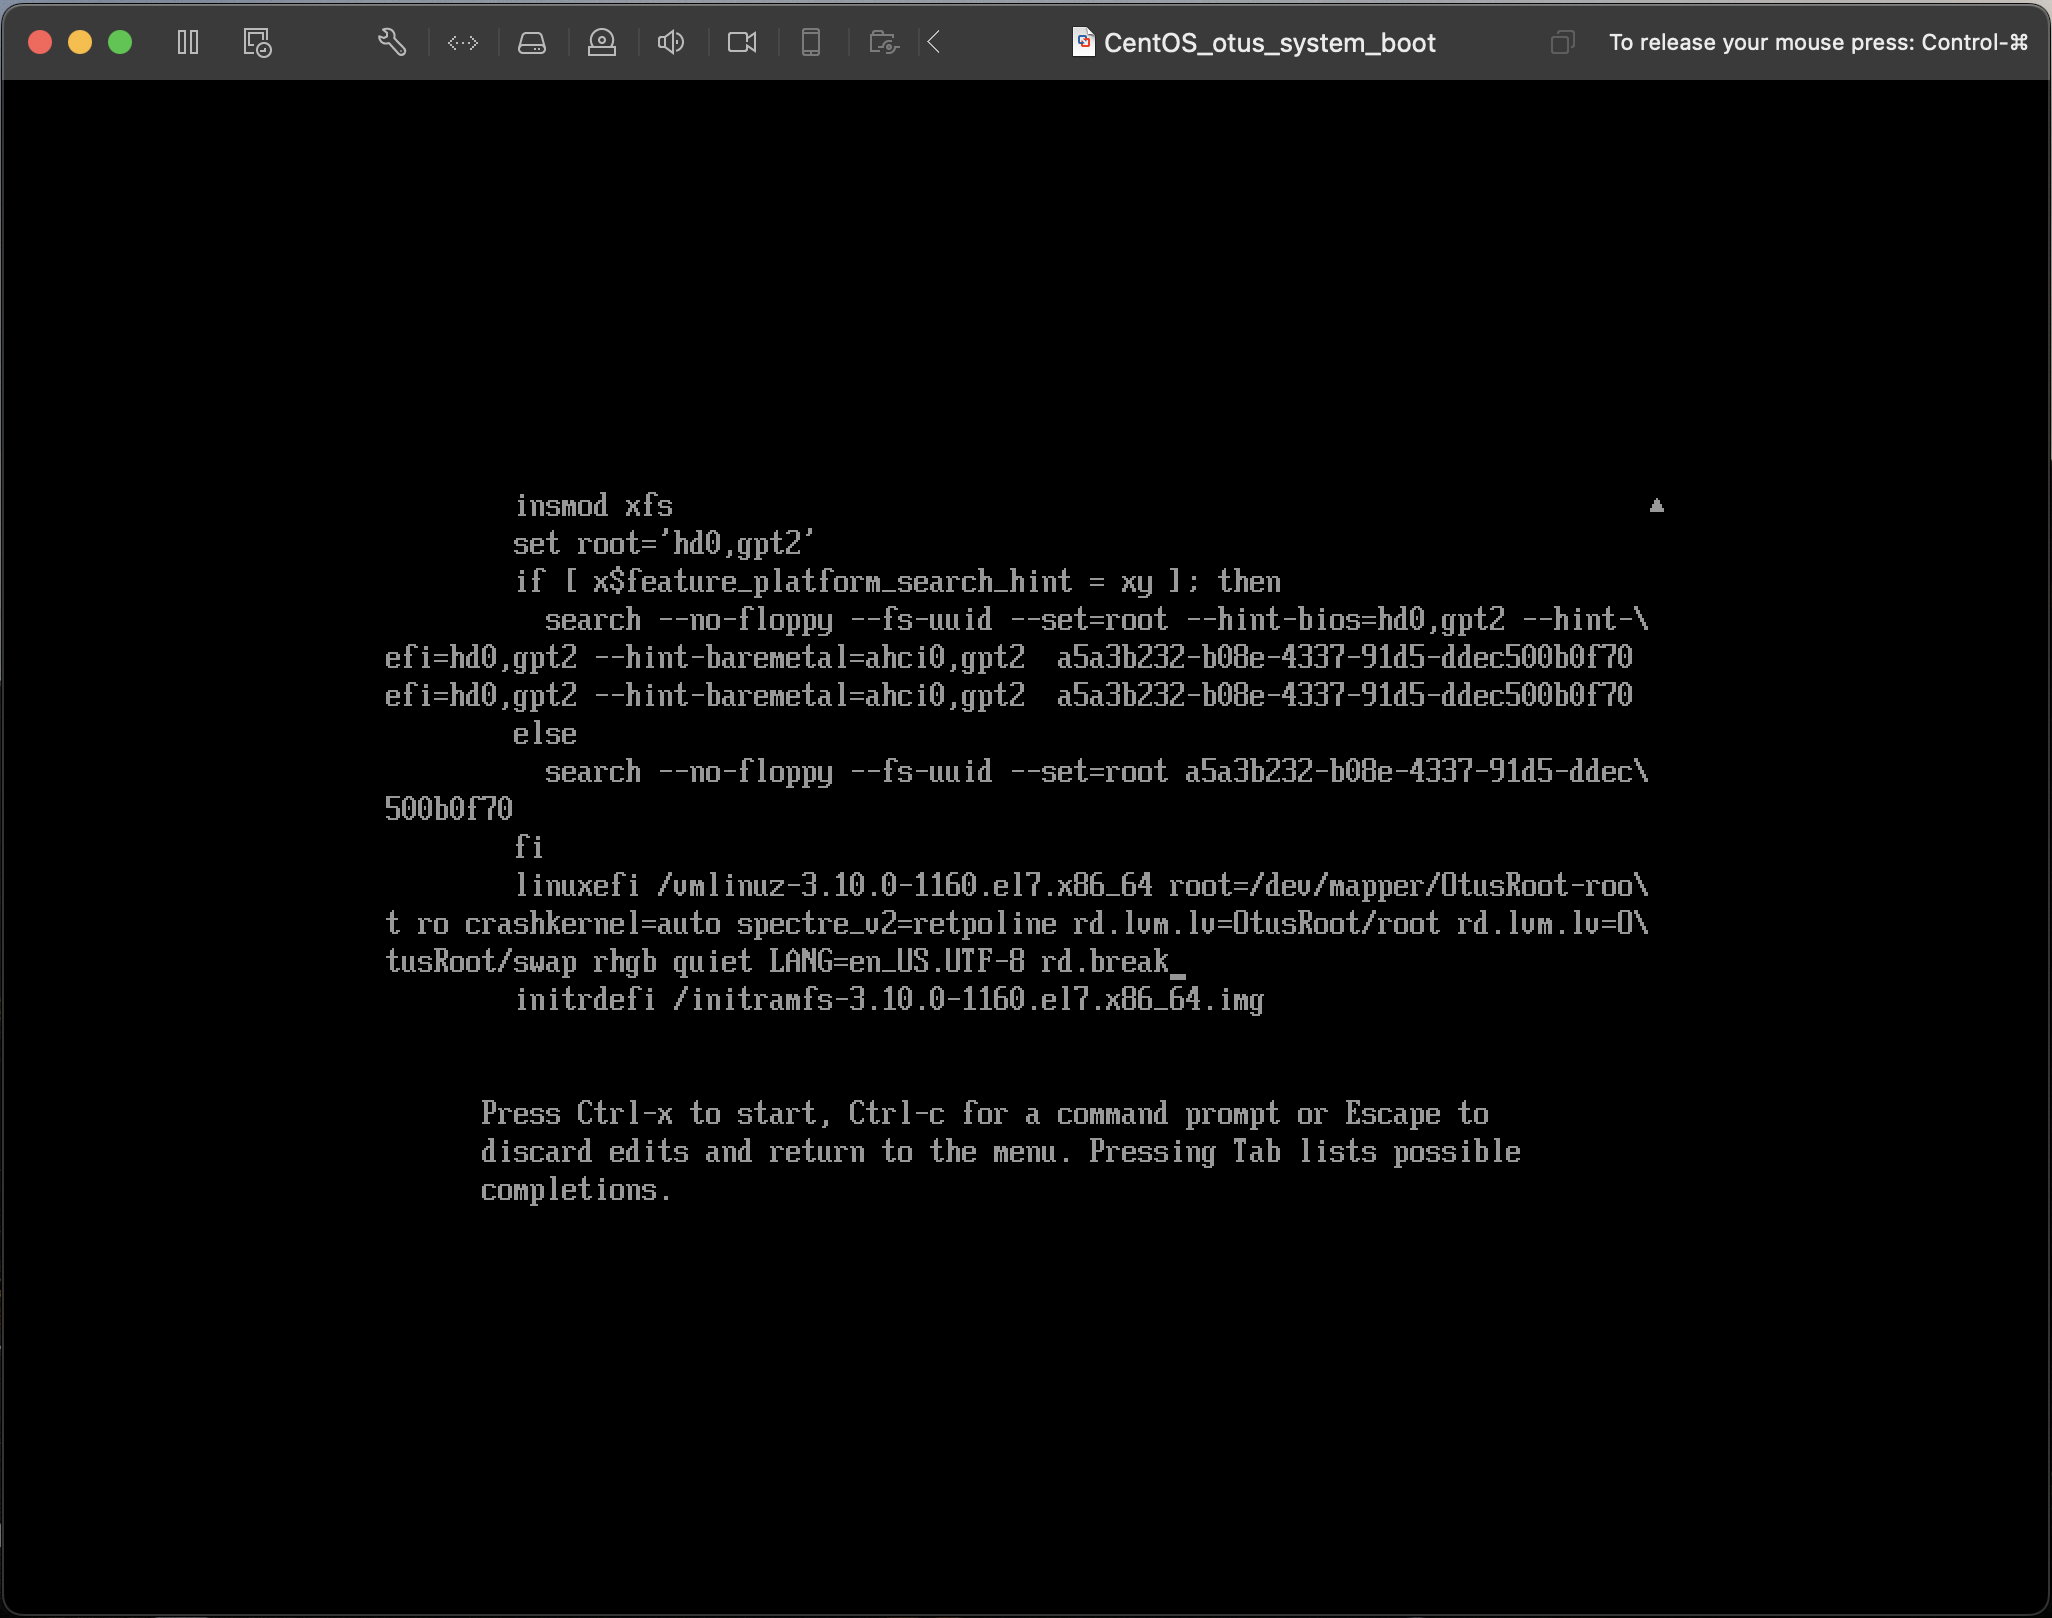 CentOS_otus_system_boot
To release your mouse press: Control-⌘
insmod xfs
set root='hd0,gpt2'
if [ x$feature_platform_search_hint = xy ]; then
search --no-floppy --fs-uuid --set=root --hint-bios=hd0,gpt2 --hint-\
efi=hd0,gpt2 --hint-baremetal=ahci0,gpt2  a5a3b232-b08e-4337-91d5-ddec500b0f70
efi=hd0,gpt2 --hint-baremetal=ahci0,gpt2  a5a3b232-b08e-4337-91d5-ddec500b0f70
else
search --no-floppy --fs-uuid --set=root a5a3b232-b08e-4337-91d5-ddec\
500b0f70
fi
linuxefi /vmlinuz-3.10.0-1160.el7.x86_64 root=/dev/mapper/OtusRoot-roo\
t ro crashkernel=auto spectre_v2=retpoline rd.lvm.lv=OtusRoot/root rd.lvm.lv=O\
tusRoot/swap rhgb quiet LANG=en_US.UTF-8 rd.break_
initrdefi /initramfs-3.10.0-1160.el7.x86_64.img
Press Ctrl-x to start, Ctrl-c for a command prompt or Escape to
discard edits and return to the menu. Pressing Tab lists possible
completions.